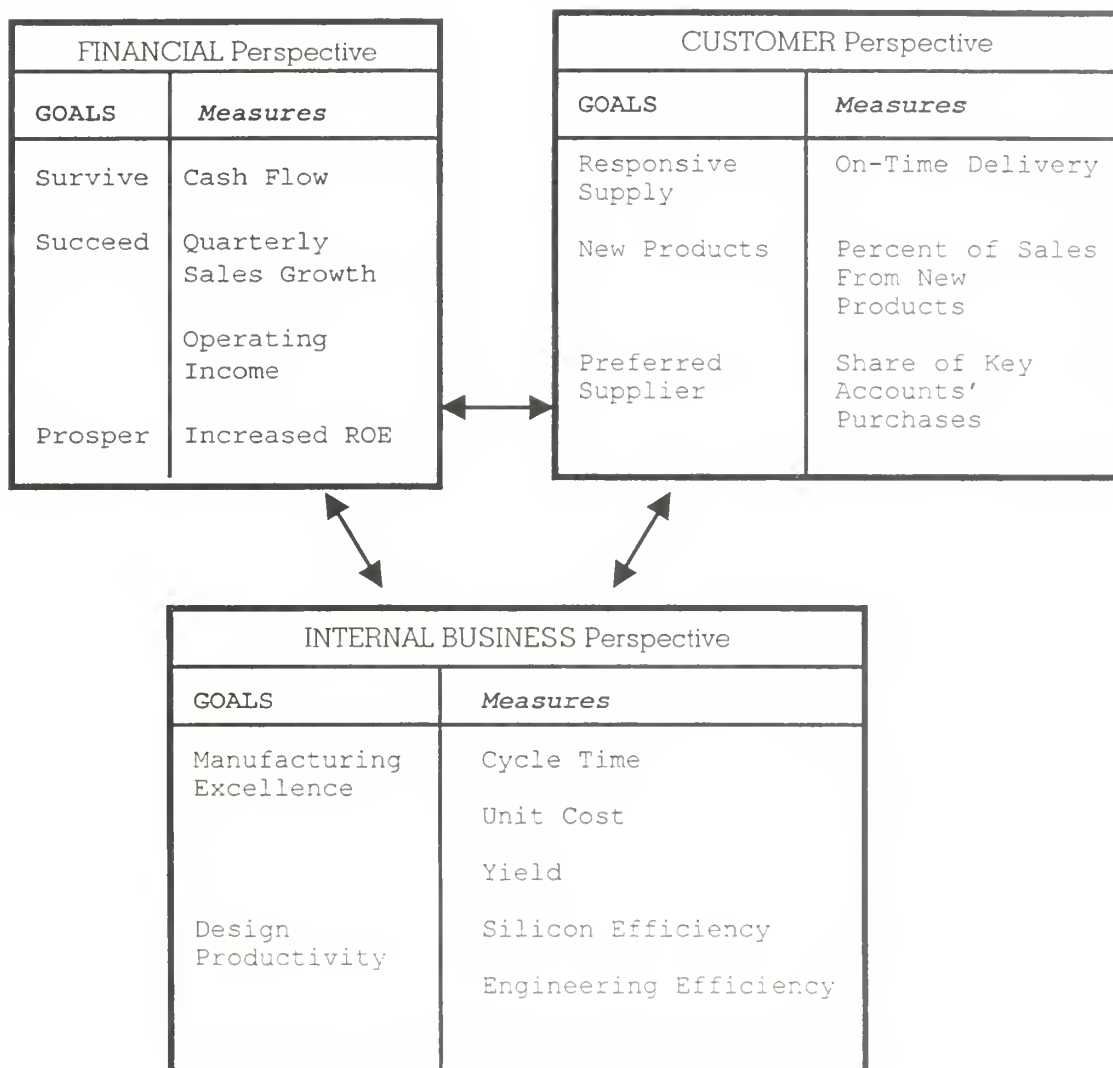 FINANCIAL Perspective
GOALS Measures
Survive Cash Flow
Succeed Quarterly
Sales Growth
Operating
Income
Prosper Increased ROE
CUSTOMER Perspective
GOALS Measures
Responsive On-Time Delivery
Supply
New Products Percent of Sales
From New
Products
Preferred Share of Key
Supplier Accounts'
Purchases
INTERNAL BUSINESS Perspective
GOALS Measures
Manufacturing Cycle Time
Excellence
Unit Cost
Yield
Design Silicon Efficiency
Productivity
Engineering Efficiency